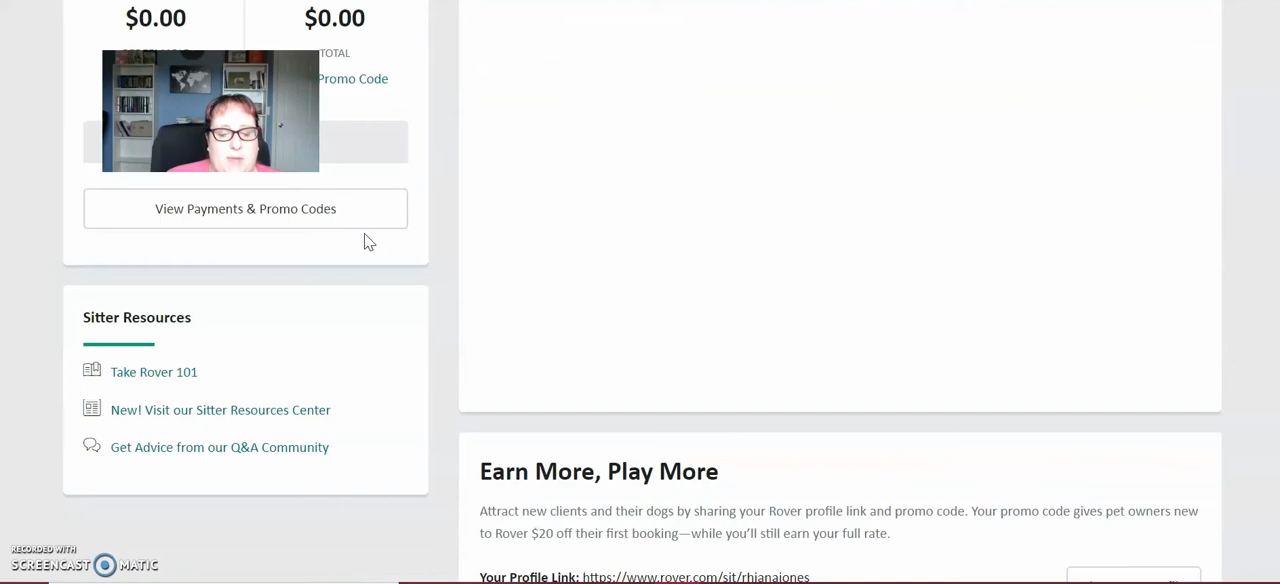 $0.00 $0.00
TOTAL
Promo Code
View Payments & Promo Codes
Sitter Resources
Take Rover 101
New! Visit our Sitter Resources Center
Get Advice from our Q&A Community
Earn More, Play More
Attract new clients and their dogs by sharing your Rover profile link and promo code. Your promo code gives pet owners new
to Rover $20 off their first booking—while you'll still earn your full rate.
Your Profile Link: https://www.rover.com/sit/rhianajones
RECORDED WITH
SCREENCAST MATIC